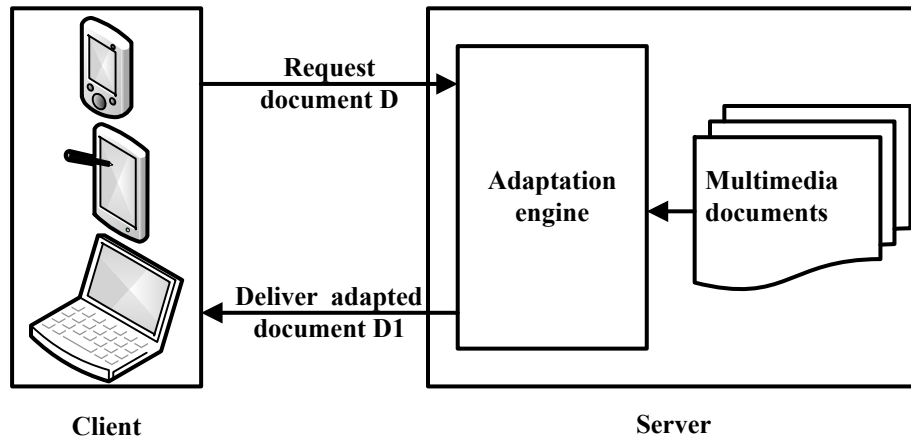 Request
document D
Adaptation
engine
Multimedia
documents
Deliver adapted
document D1
Client
Server